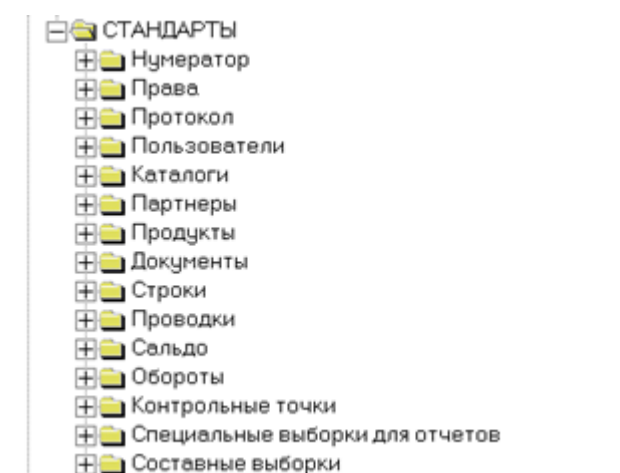 СТАНДАРТЫ
Нумератор
Права
Протокол
Пользователи
Каталоги
Партнеры
Продукты
Документы
Строки
Проводки
Сальдо
Обороты
Контрольные точки
Специальные выборки для отчетов
Составные выборки